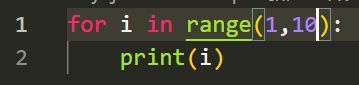 1 for i in range(1,10):
2     print(i)